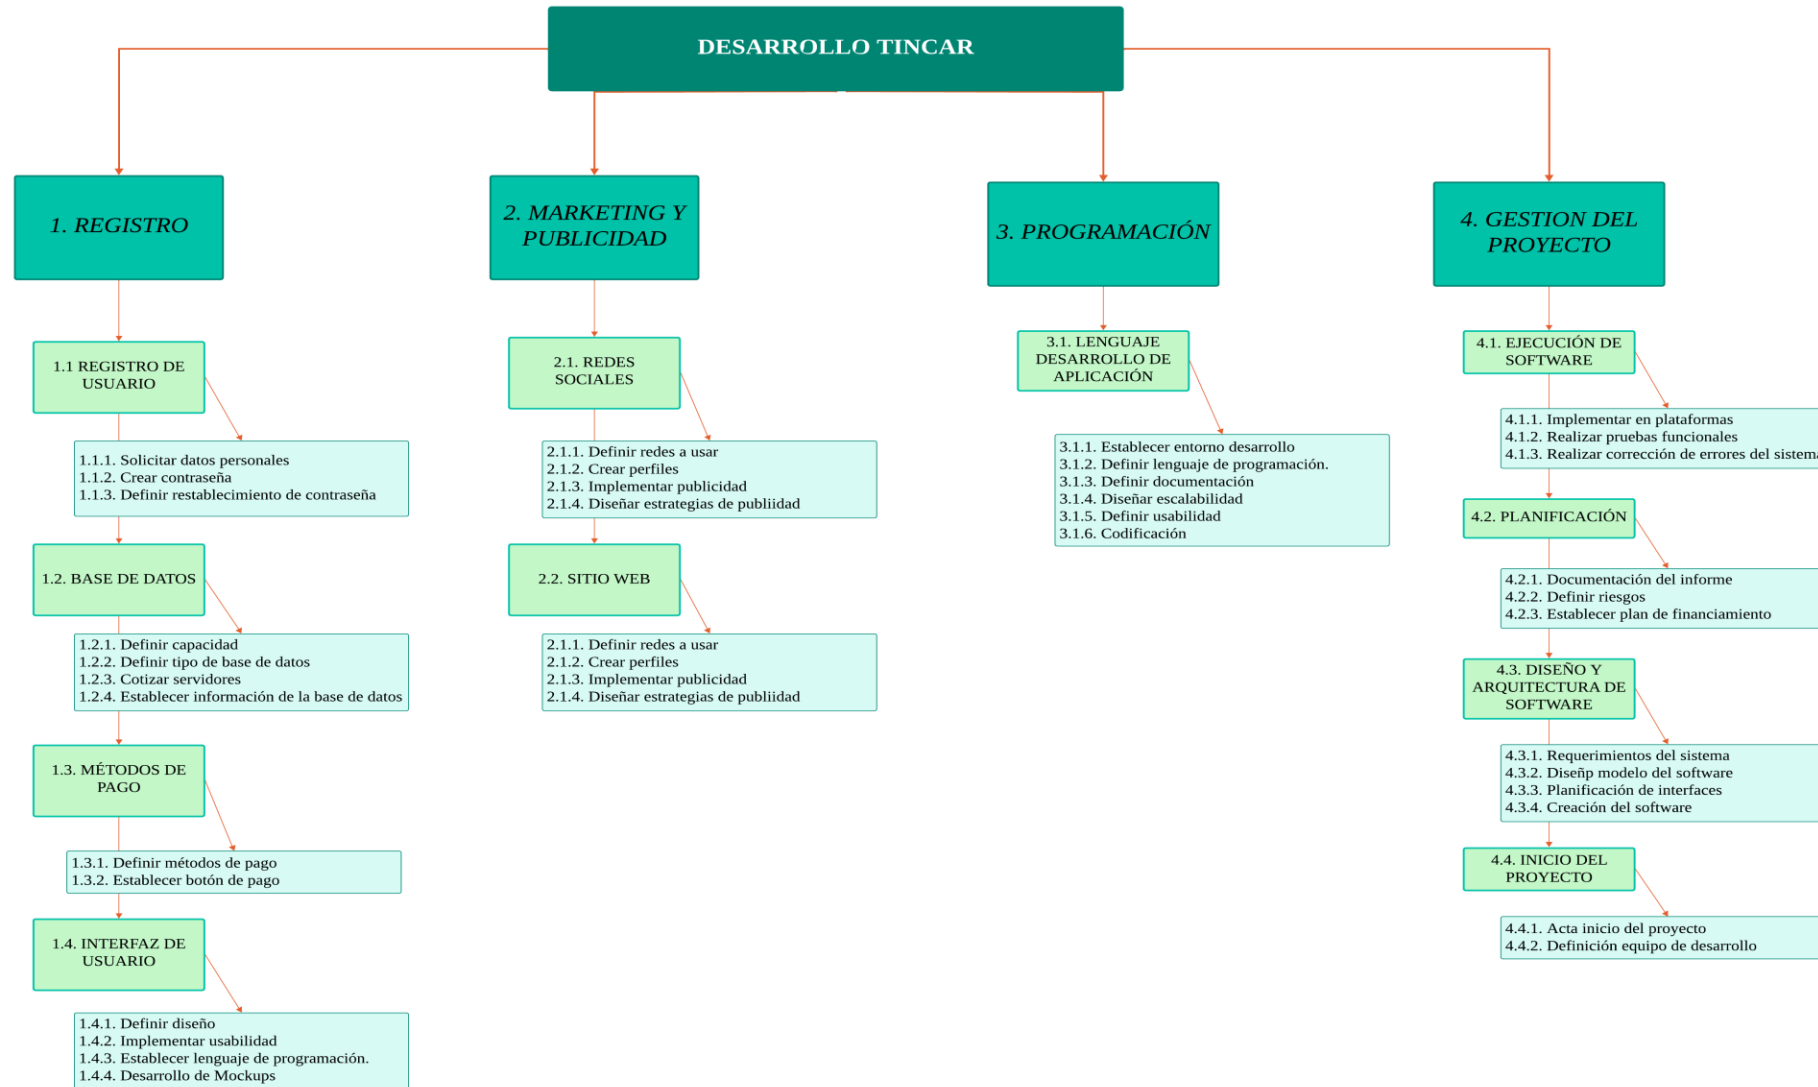 DESARROLLO TINCAR
1. REGISTRO
1.1 REGISTRO DE
USUARIO
1.1.1. Solicitar datos personales
1.1.2. Crear contraseña
1.1.3. Definir restablecimiento de contraseña
1.2. BASE DE DATOS
1.2.1. Definir capacidad
1.2.2. Definir tipo de base de datos
1.2.3. Cotizar servidores
1.2.4. Establecer información de la base de datos
1.3. MÉTODOS DE
PAGO
1.3.1. Definir métodos de pago
1.3.2. Establecer botón de pago
1.4. INTERFAZ DE
USUARIO
1.4.1. Definir diseño
1.4.2. Implementar usabilidad
1.4.3. Establecer lenguaje de programación.
1.4.4. Desarrollo de Mockups
2. MARKETING Y
PUBLICIDAD
2.1. REDES
SOCIALES
2.1.1. Definir redes a usar
2.1.2. Crear perfiles
2.1.3. Implementar publicidad
2.1.4. Diseñar estrategias de publiidad
2.2. SITIO WEB
2.1.1. Definir redes a usar
2.1.2. Crear perfiles
2.1.3. Implementar publicidad
2.1.4. Diseñar estrategias de publiidad
3. PROGRAMACIÓN
3.1. LENGUAJE
DESARROLLO DE
APLICACIÓN
3.1.1. Establecer entorno desarrollo
3.1.2. Definir lenguaje de programación.
3.1.3. Definir documentación
3.1.4. Diseñar escalabilidad
3.1.5. Definir usabilidad
3.1.6. Codificación
4. GESTION DEL
PROYECTO
4.1. EJECUCIÓN DE
SOFTWARE
4.1.1. Implementar en plataformas
4.1.2. Realizar pruebas funcionales
4.1.3. Realizar corrección de errores del sistema
4.2. PLANIFICACIÓN
4.2.1. Documentación del informe
4.2.2. Definir riesgos
4.2.3. Establecer plan de financiamiento
4.3. DISEÑO Y
ARQUITECTURA DE
SOFTWARE
4.3.1. Requerimientos del sistema
4.3.2. Diseñp modelo del software
4.3.3. Planificación de interfaces
4.3.4. Creación del software
4.4. INICIO DEL
PROYECTO
4.4.1. Acta inicio del proyecto
4.4.2. Definición equipo de desarrollo